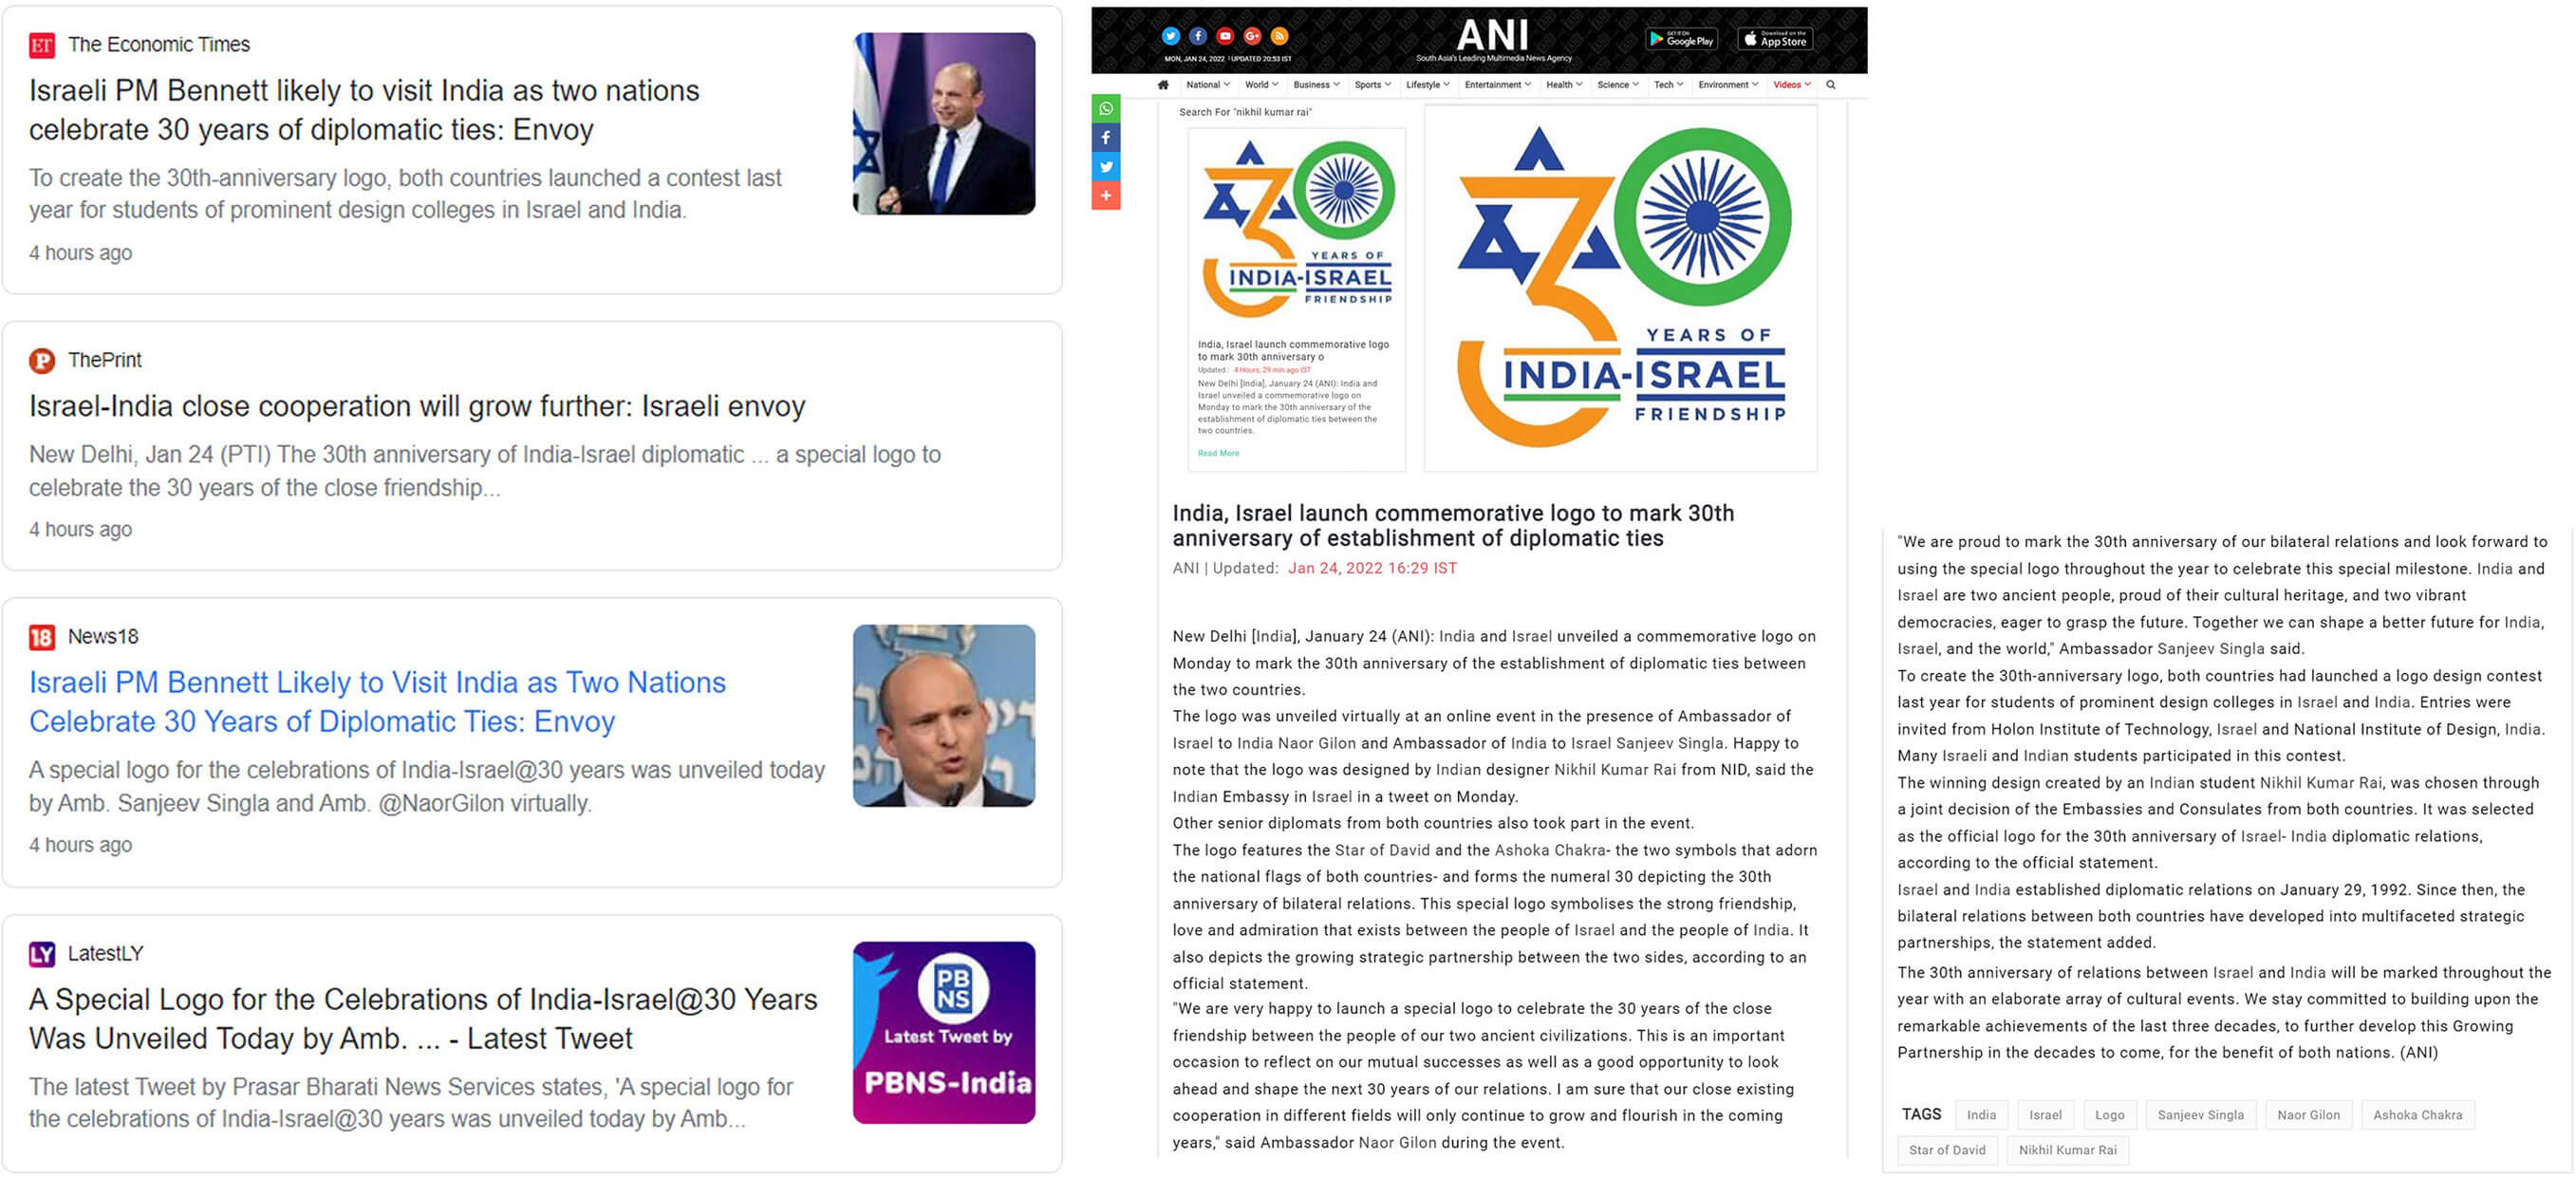 ET The Economic Times
Israeli PM Bennett likely to visit India as two nations
celebrate 30 years of diplomatic ties: Envoy
To create the 30th-anniversary logo, both countries launched a contest last
year for students of prominent design colleges in Israel and India.
4 hours ago
P ThePrint
Israel-India close cooperation will grow further: Israeli envoy
New Delhi, Jan 24 (PTI) The 30th anniversary of India-Israel diplomatic ... a special logo to
celebrate the 30 years of the close friendship...
4 hours ago
18 News18
Israeli PM Bennett Likely to Visit India as Two Nations
Celebrate 30 Years of Diplomatic Ties: Envoy
A special logo for the celebrations of India-Israel@30 years was unveiled today
by Amb. Sanjeev Singla and Amb. @NaorGilon virtually.
4 hours ago
LY LatestLY
A Special Logo for the Celebrations of India-Israel@30 Years
Was Unveiled Today by Amb. ... - Latest Tweet
The latest Tweet by Prasar Bharati News Services states, 'A special logo for
the celebrations of India-Israel@30 years was unveiled today by Amb...
PB
NS
Latest Tweet by
PBNS-India
MON, JAN 24, 2022 | UPDATED 20:53 IST
ANI
South Asia's Leading Multimedia News Agency
GET IT ON
Google Play
Download on the
App Store
National World Business Sports Lifestyle Entertainment Health Science Tech Environment Videos
Search For "nikhil kumar rai"
30
YEARS OF
INDIA-ISRAEL
FRIENDSHIP
India, Israel launch commemorative logo
to mark 30th anniversary o
Updated : 4 Hours, 29 min ago IST
New Delhi [India], January 24 (ANI): India and
Israel unveiled a commemorative logo on
Monday to mark the 30th anniversary of the
establishment of diplomatic ties between the
two countries.
Read More
30
YEARS OF
INDIA-ISRAEL
FRIENDSHIP
India, Israel launch commemorative logo to mark 30th
anniversary of establishment of diplomatic ties
ANI | Updated: Jan 24, 2022 16:29 IST
New Delhi [India], January 24 (ANI): India and Israel unveiled a commemorative logo on
Monday to mark the 30th anniversary of the establishment of diplomatic ties between
the two countries.
The logo was unveiled virtually at an online event in the presence of Ambassador of
Israel to India Naor Gilon and Ambassador of India to Israel Sanjeev Singla. Happy to
note that the logo was designed by Indian designer Nikhil Kumar Rai from NID, said the
Indian Embassy in Israel in a tweet on Monday.
Other senior diplomats from both countries also took part in the event.
The logo features the Star of David and the Ashoka Chakra- the two symbols that adorn
the national flags of both countries- and forms the numeral 30 depicting the 30th
anniversary of bilateral relations. This special logo symbolises the strong friendship,
love and admiration that exists between the people of Israel and the people of India. It
also depicts the growing strategic partnership between the two sides, according to an
official statement.
"We are very happy to launch a special logo to celebrate the 30 years of the close
friendship between the people of our two ancient civilizations. This is an important
occasion to reflect on our mutual successes as well as a good opportunity to look
ahead and shape the next 30 years of our relations. I am sure that our close existing
cooperation in different fields will only continue to grow and flourish in the coming
years," said Ambassador Naor Gilon during the event.
"We are proud to mark the 30th anniversary of our bilateral relations and look forward to
using the special logo throughout the year to celebrate this special milestone. India and
Israel are two ancient people, proud of their cultural heritage, and two vibrant
democracies, eager to grasp the future. Together we can shape a better future for India,
Israel, and the world," Ambassador Sanjeev Singla said.
To create the 30th-anniversary logo, both countries had launched a logo design contest
last year for students of prominent design colleges in Israel and India. Entries were
invited from Holon Institute of Technology, Israel and National Institute of Design, India.
Many Israeli and Indian students participated in this contest.
The winning design created by an Indian student Nikhil Kumar Rai, was chosen through
a joint decision of the Embassies and Consulates from both countries. It was selected
as the official logo for the 30th anniversary of Israel- India diplomatic relations,
according to the official statement.
Israel and India established diplomatic relations on January 29, 1992. Since then, the
bilateral relations between both countries have developed into multifaceted strategic
partnerships, the statement added.
The 30th anniversary of relations between Israel and India will be marked throughout the
year with an elaborate array of cultural events. We stay committed to building upon the
remarkable achievements of the last three decades, to further develop this Growing
Partnership in the decades to come, for the benefit of both nations. (ANI)
TAGS India Israel Logo Sanjeev Singla Naor Gilon Ashoka Chakra
Star of David Nikhil Kumar Rai